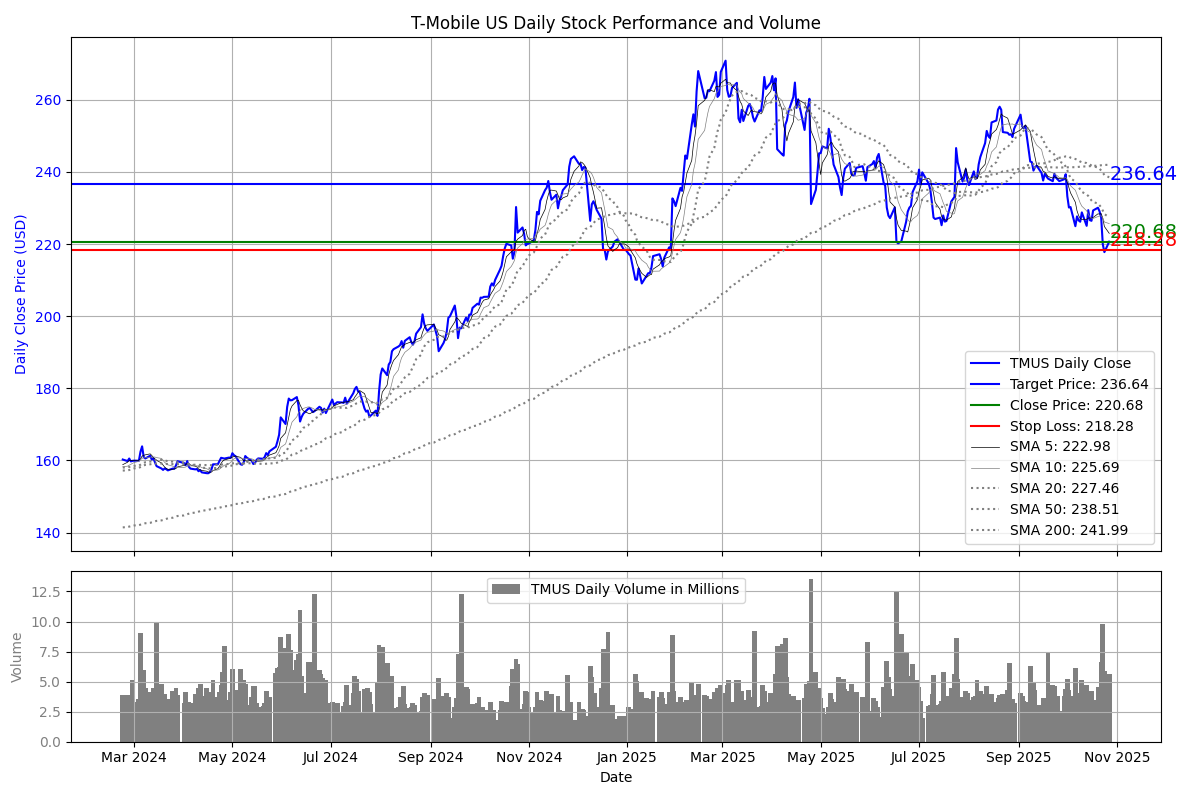 T-Mobile US Daily Stock Performance and Volume
Daily Close Price (USD)
260
240
220
200
180
160
140
236.64
220.68
218.28
TMUS Daily Close
Target Price: 236.64
Close Price: 220.68
Stop Loss: 218.28
SMA 5: 222.98
SMA 10: 225.69
SMA 20: 227.46
SMA 50: 238.51
SMA 200: 241.99
Volume
12.5
10.0
7.5
5.0
2.5
0.0
TMUS Daily Volume in Millions
Mar 2024 May 2024 Jul 2024 Sep 2024 Nov 2024 Jan 2025 Mar 2025 May 2025 Jul 2025 Sep 2025 Nov 2025
Date